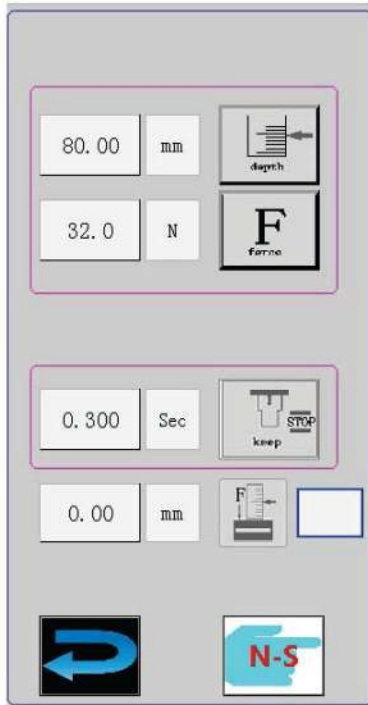 80.00 mm
depth
32.0 N
F
force
0.300 Sec
STOP
keep
0.00 mm
F
N-S